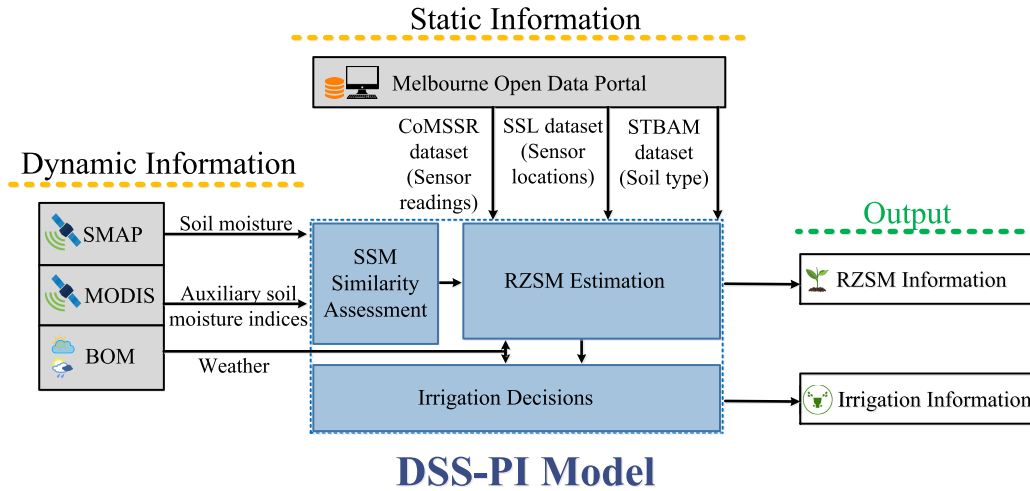 Static Information
Melbourne Open Data Portal
CoMSSR
dataset
(Sensor
readings)
SSL dataset
(Sensor
locations)
STBAM
dataset
(Soil type)
Dynamic Information
SMAP
MODIS
BOM
Soil moisture
Auxiliary soil
moisture indices
Weather
SSM
Similarity
Assessment
RZSM Estimation
Irrigation Decisions
Output
RZSM Information
Irrigation Information
DSS-PI Model